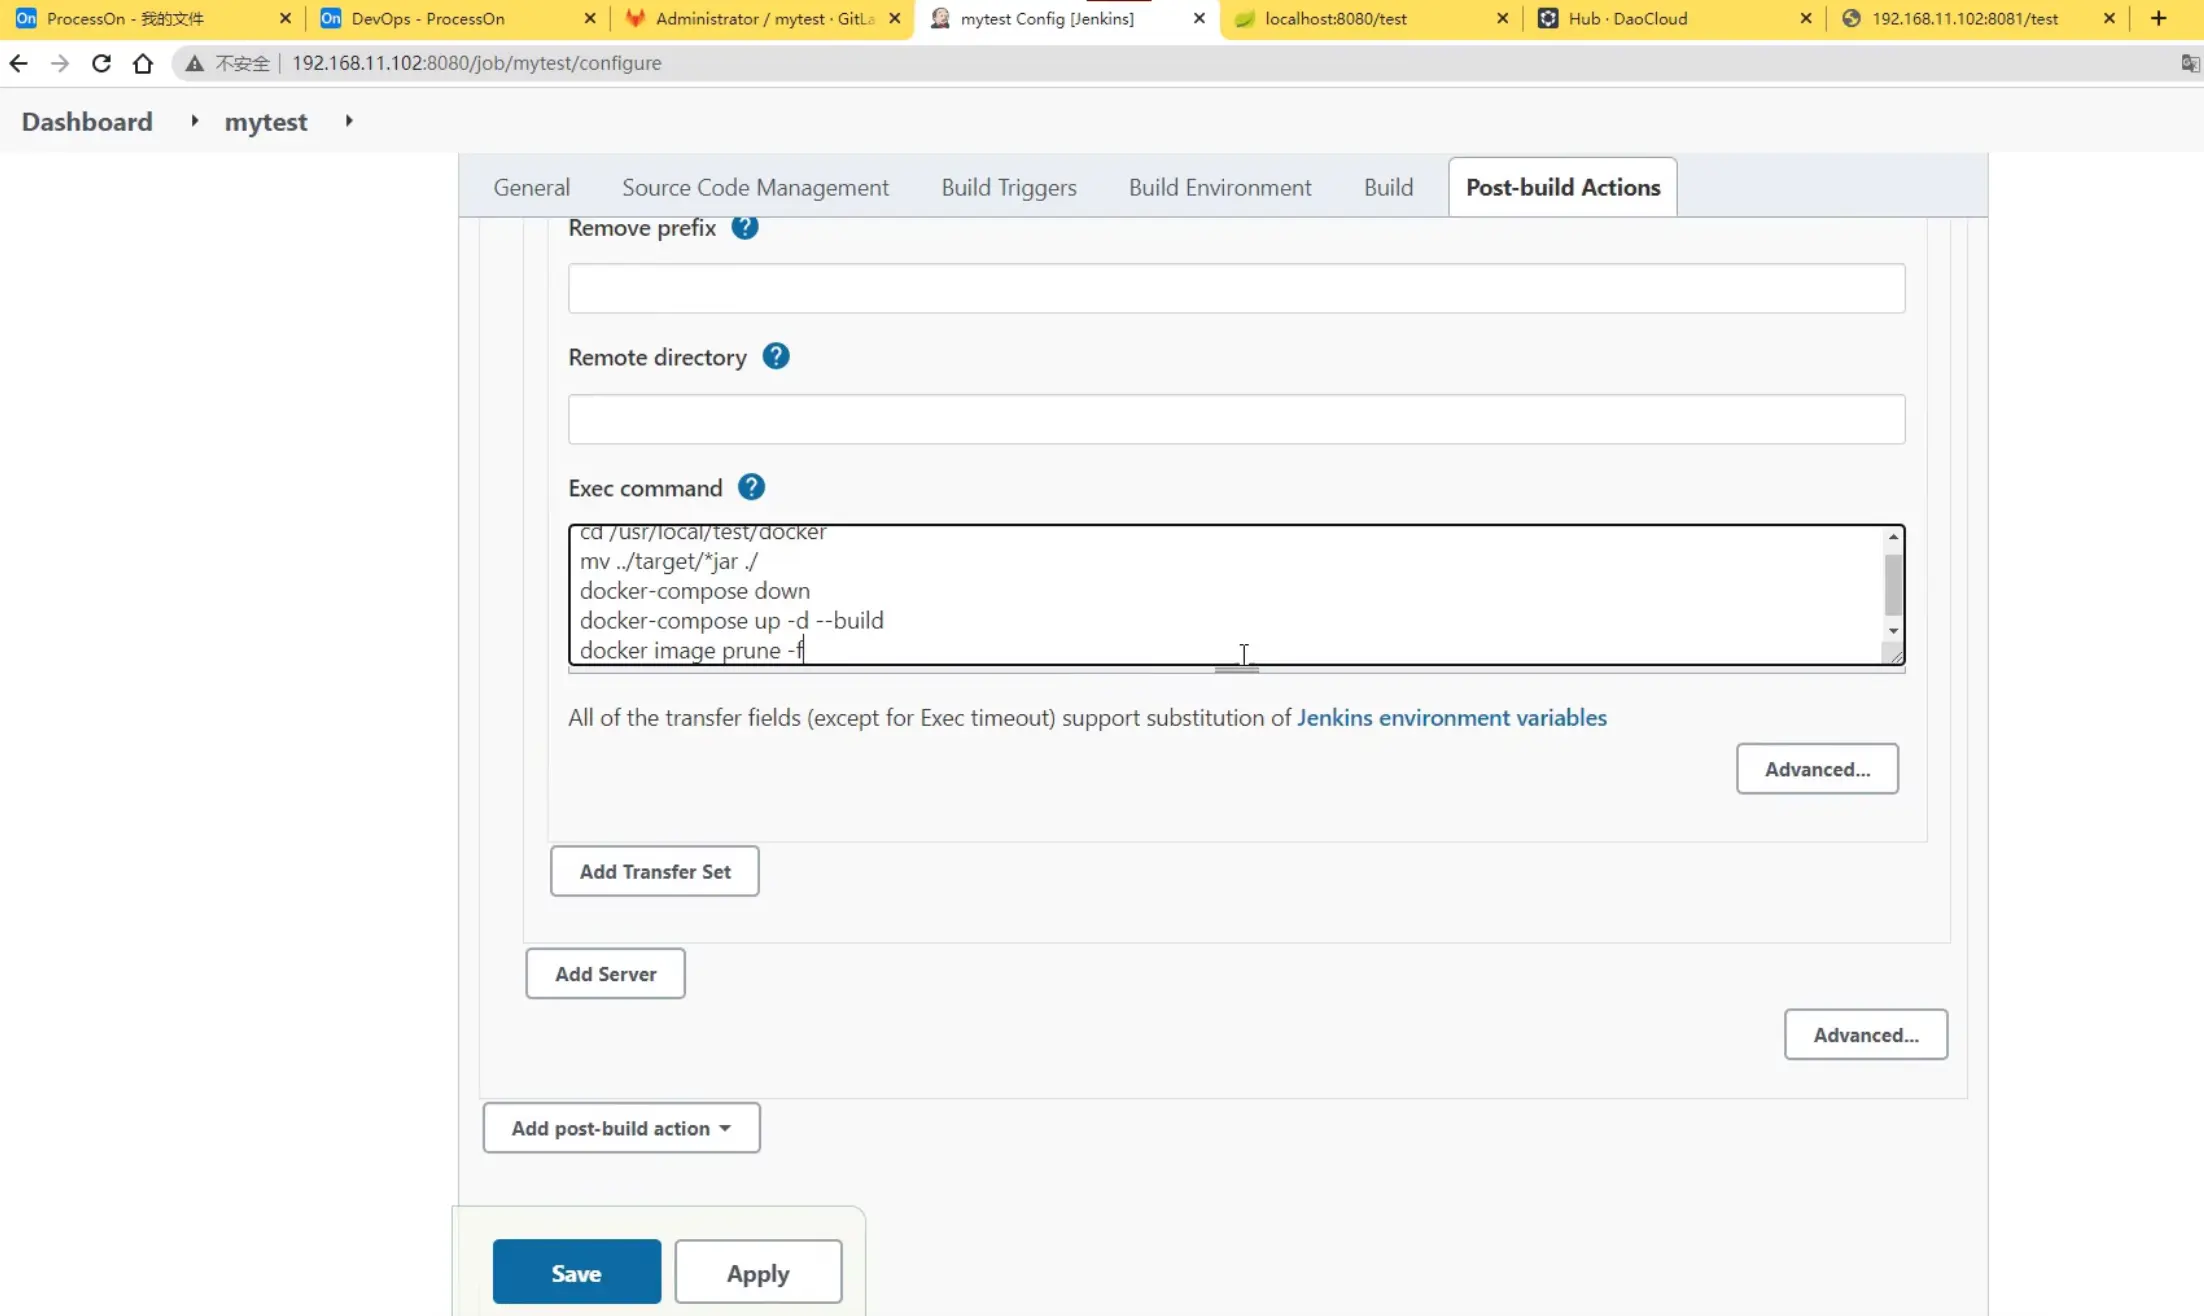 On ProcessOn - 我的文件
On DevOps - ProcessOn
Administrator / mytest · GitLa
mytest Config [Jenkins]
localhost:8080/test
Hub · DaoCloud
192.168.11.102:8081/test
不安全 192.168.11.102:8080/job/mytest/configure
Dashboard mytest
General Source Code Management Build Triggers Build Environment Build Post-build Actions
Remove prefix ?
Remote directory ?
Exec command ?
cd /usr/local/test/docker
mv ../target/*jar ./
docker-compose down
docker-compose up -d --build
docker image prune -f
All of the transfer fields (except for Exec timeout) support substitution of Jenkins environment variables
Advanced...
Add Transfer Set
Add Server
Advanced...
Add post-build action
Save Apply